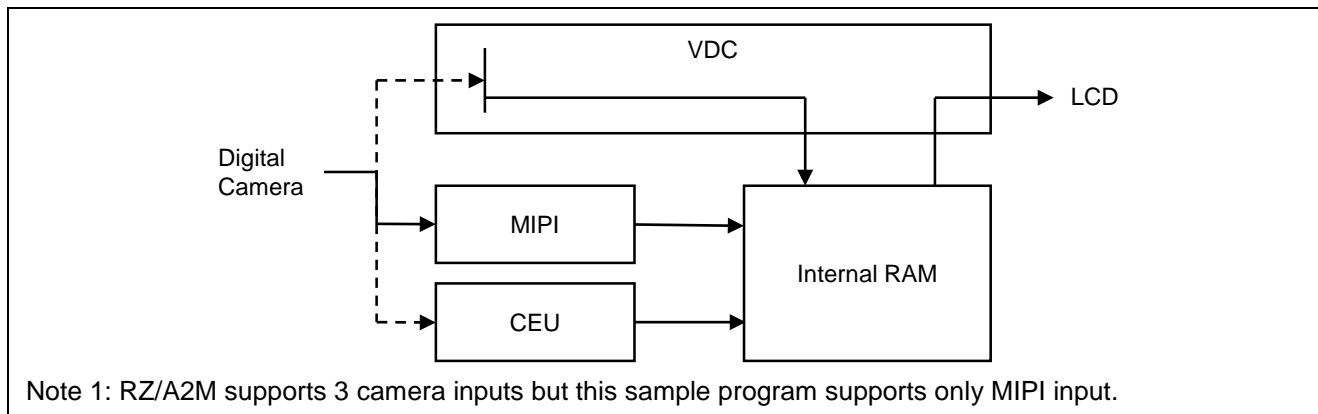 VDC
LCD
Digital
Camera
MIPI
Internal RAM
CEU
Note 1: RZ/A2M supports 3 camera inputs but this sample program supports only MIPI input.